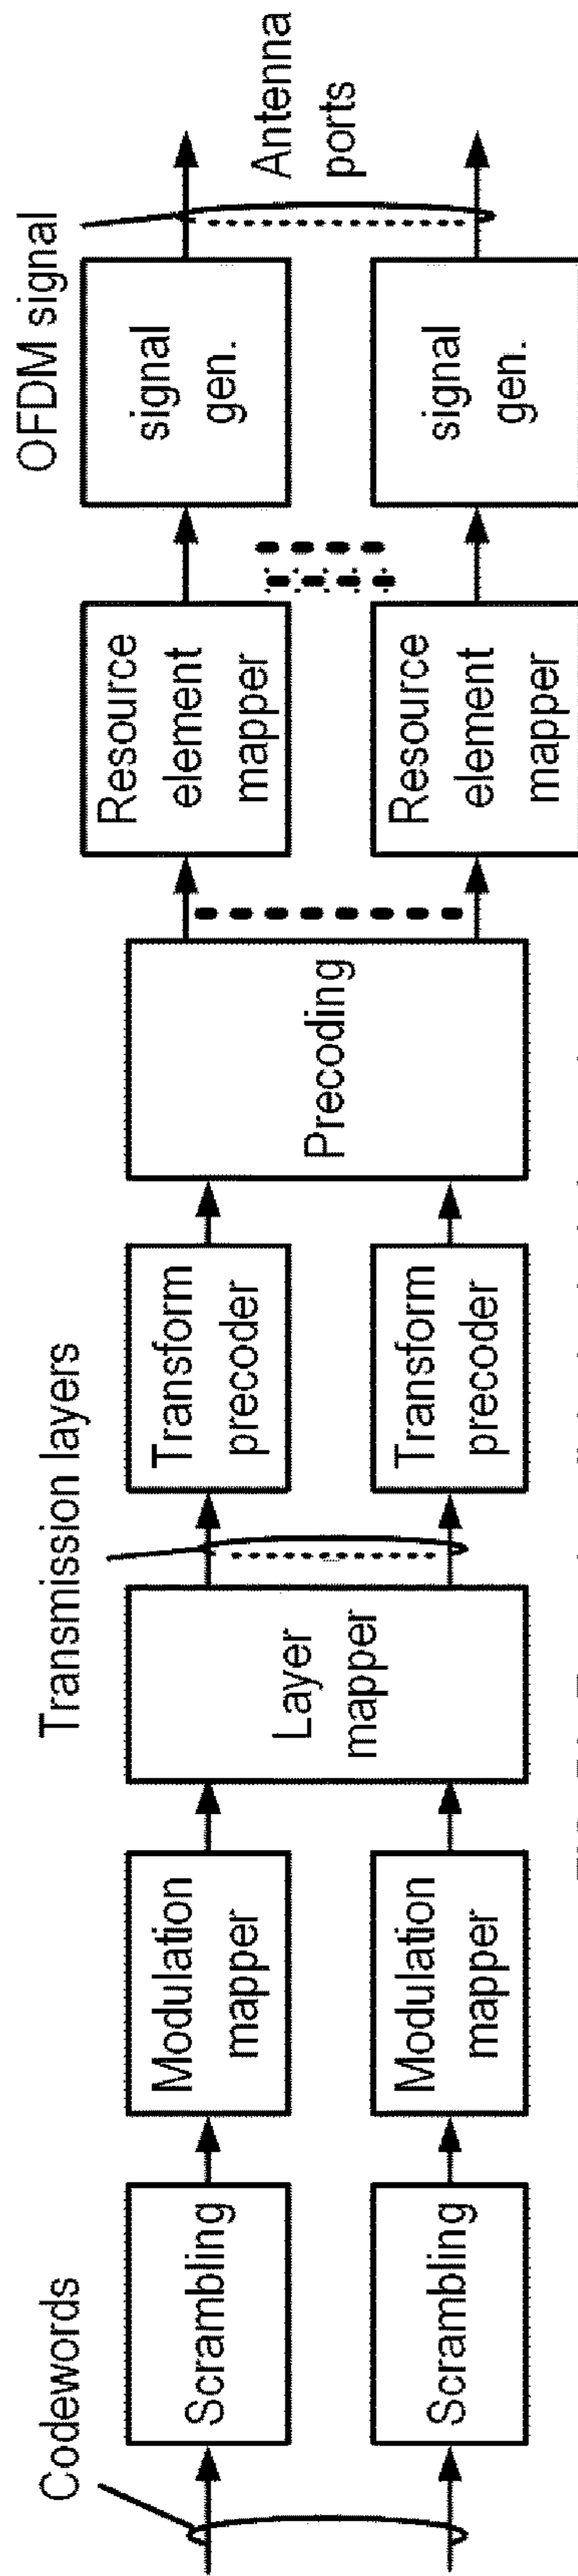 Codewords
Transmission layers
OFDM signal
Scrambling
Modulation
mapper
Layer
mapper
Transform
precoder
Precoding
Resource
element
mapper
signal
gen.
Antenna
ports
Scrambling
Modulation
mapper
Transform
precoder
Resource
element
mapper
signal
gen.